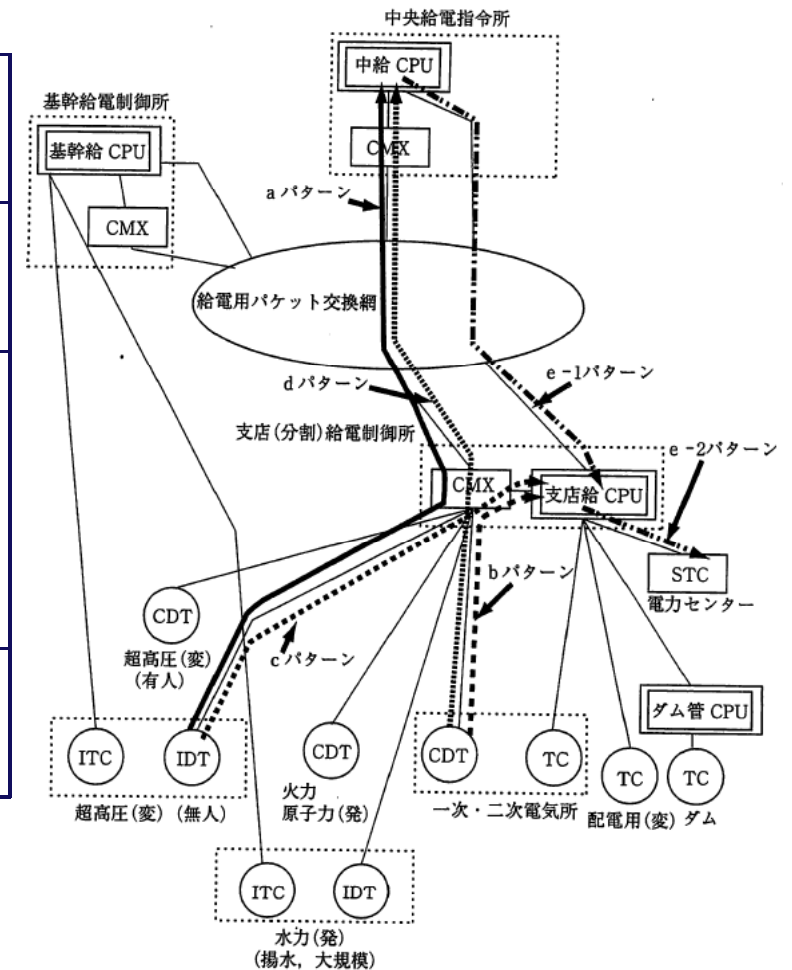 中央給電指令所
中給 CPU
基幹給電制御所
基幹給 CPU
CMX
CMX
aパターン
給電用パケット交換網
dパターン
e-1パターン
支店(分割)給電制御所
e-2パターン
CMX
支店給 CPU
STC
電力センター
bパターン
CDT
超高圧(変)
(有人)
cパターン
ダム管 CPU
ITC
IDT
CDT
CDT
TC
TC
TC
火力
原子力(発)
超高圧(変) (無人)
一次・二次電気所
配電用(変)
ダム
ITC
IDT
水力(発)
(揚水, 大規模)